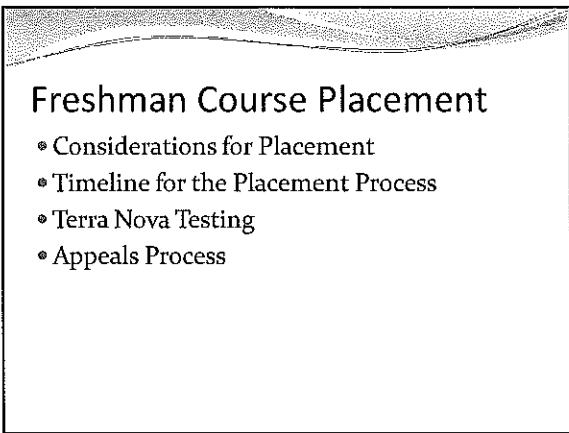 Freshman Course Placement
• Considerations for Placement
• Timeline for the Placement Process
• Terra Nova Testing
• Appeals Process